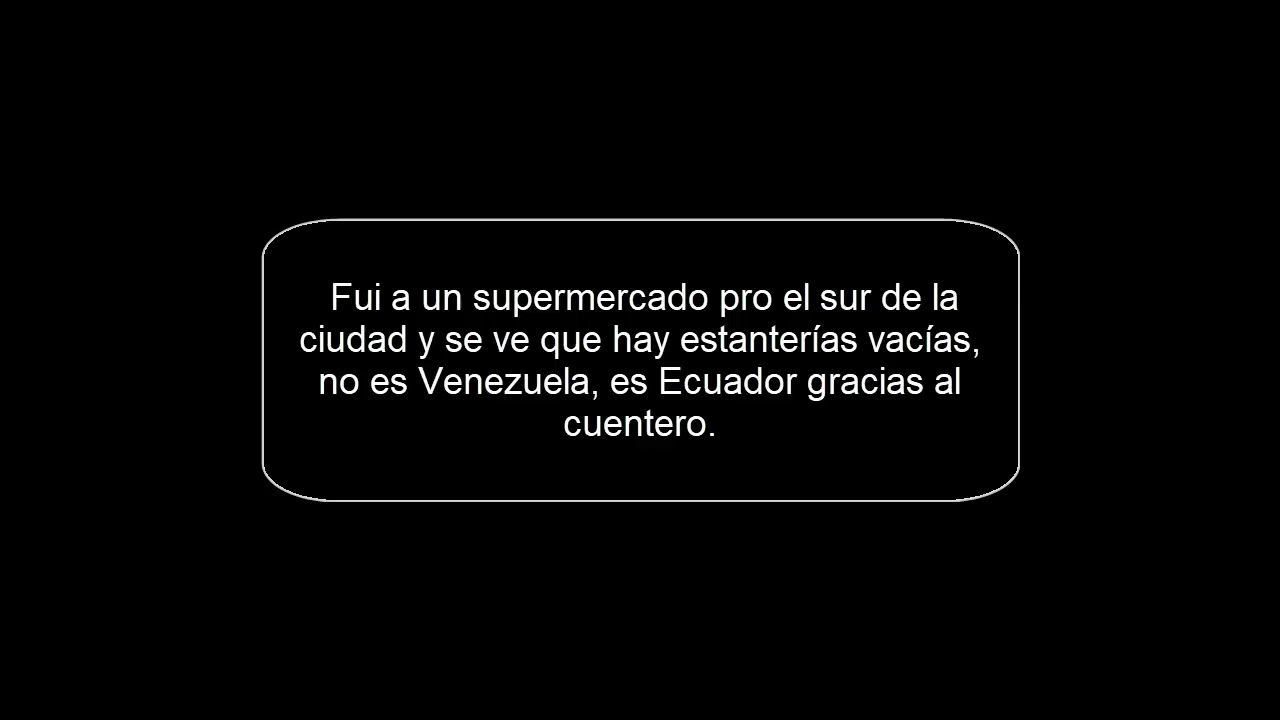 Fui a un supermercado pro el sur de la
ciudad y se ve que hay estanterías vacías,
no es Venezuela, es Ecuador gracias al
cuentero.